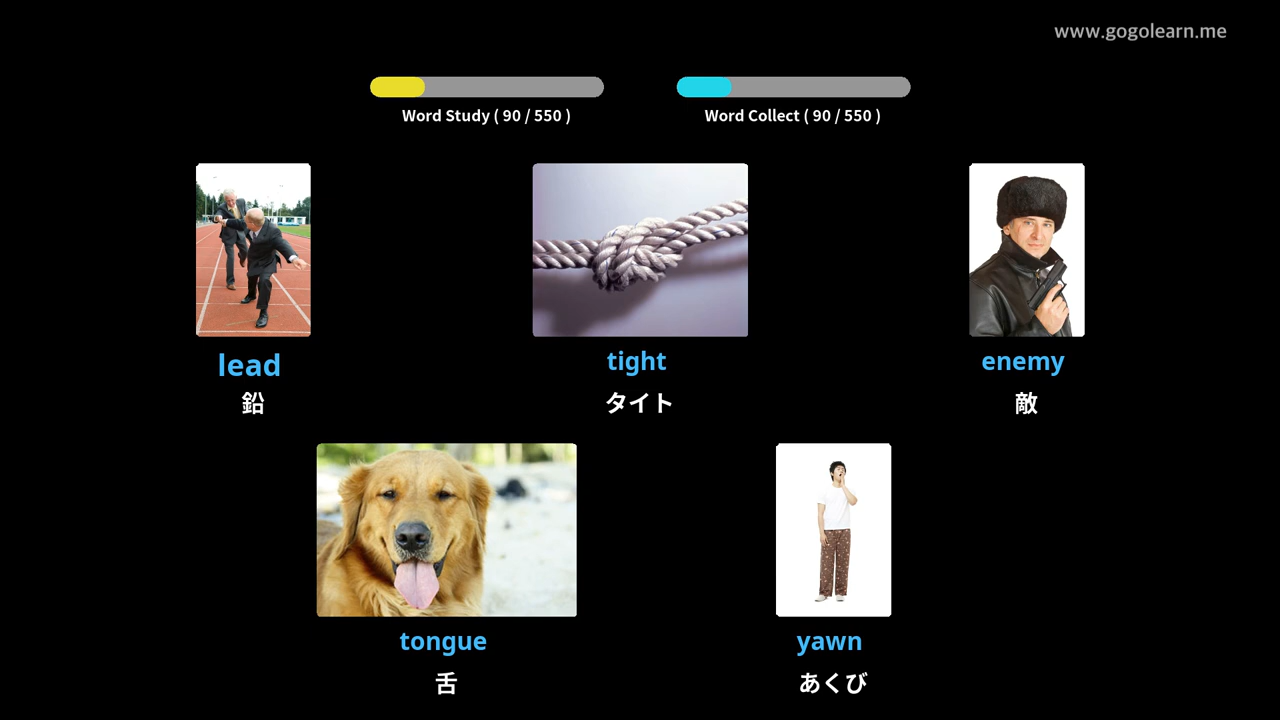 www.gogolearn.me
Word Study ( 90 / 550 )
Word Collect ( 90 / 550 )
lead
鉛
tight
タイト
enemy
敵
tongue
舌
yawn
あくび